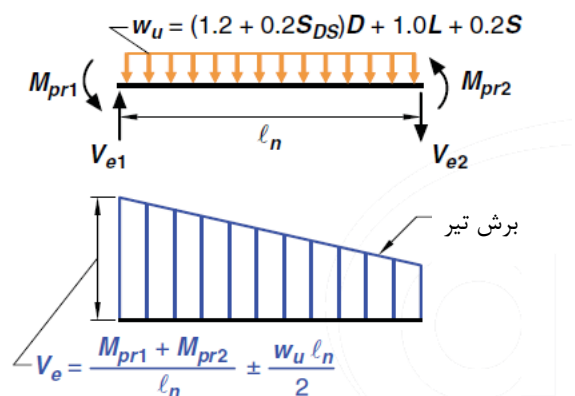 w_u = (1.2 + 0.2S_DS)D + 1.0L + 0.2S
M_pr1
M_pr2
ℓ_n
V_e1
V_e2
برش تیر
V_e = (M_pr1 + M_pr2) / ℓ_n ± (w_u ℓ_n) / 2